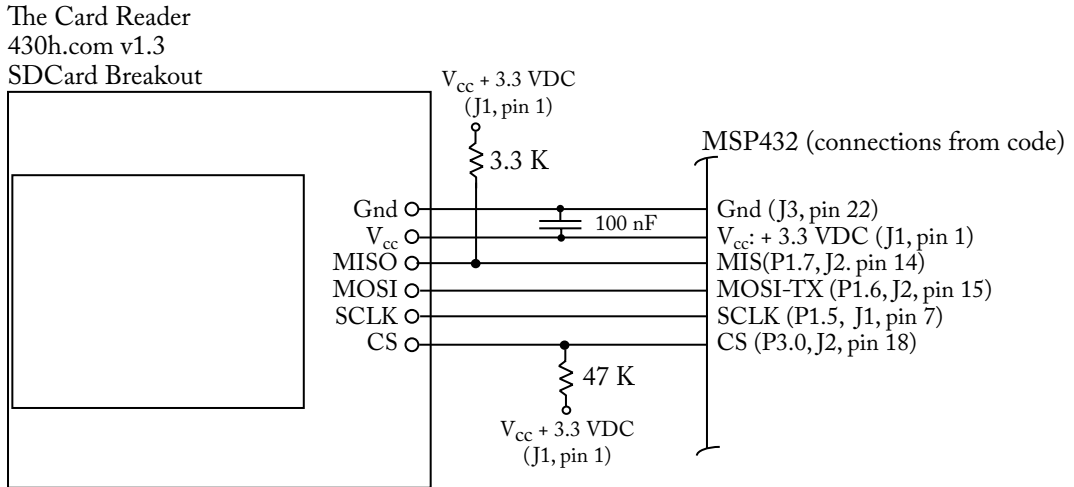 The Card Reader
430h.com v1.3
SDCard Breakout
Vcc + 3.3 VDC
(J1, pin 1)
3.3 K
MSP432 (connections from code)
Gnd
100 nF
Gnd (J3, pin 22)
Vcc
Vcc: + 3.3 VDC (J1, pin 1)
MISO
MIS(P1.7, J2. pin 14)
MOSI
MOSI-TX (P1.6, J2, pin 15)
SCLK
SCLK (P1.5, J1, pin 7)
CS
CS (P3.0, J2, pin 18)
47 K
Vcc + 3.3 VDC
(J1, pin 1)